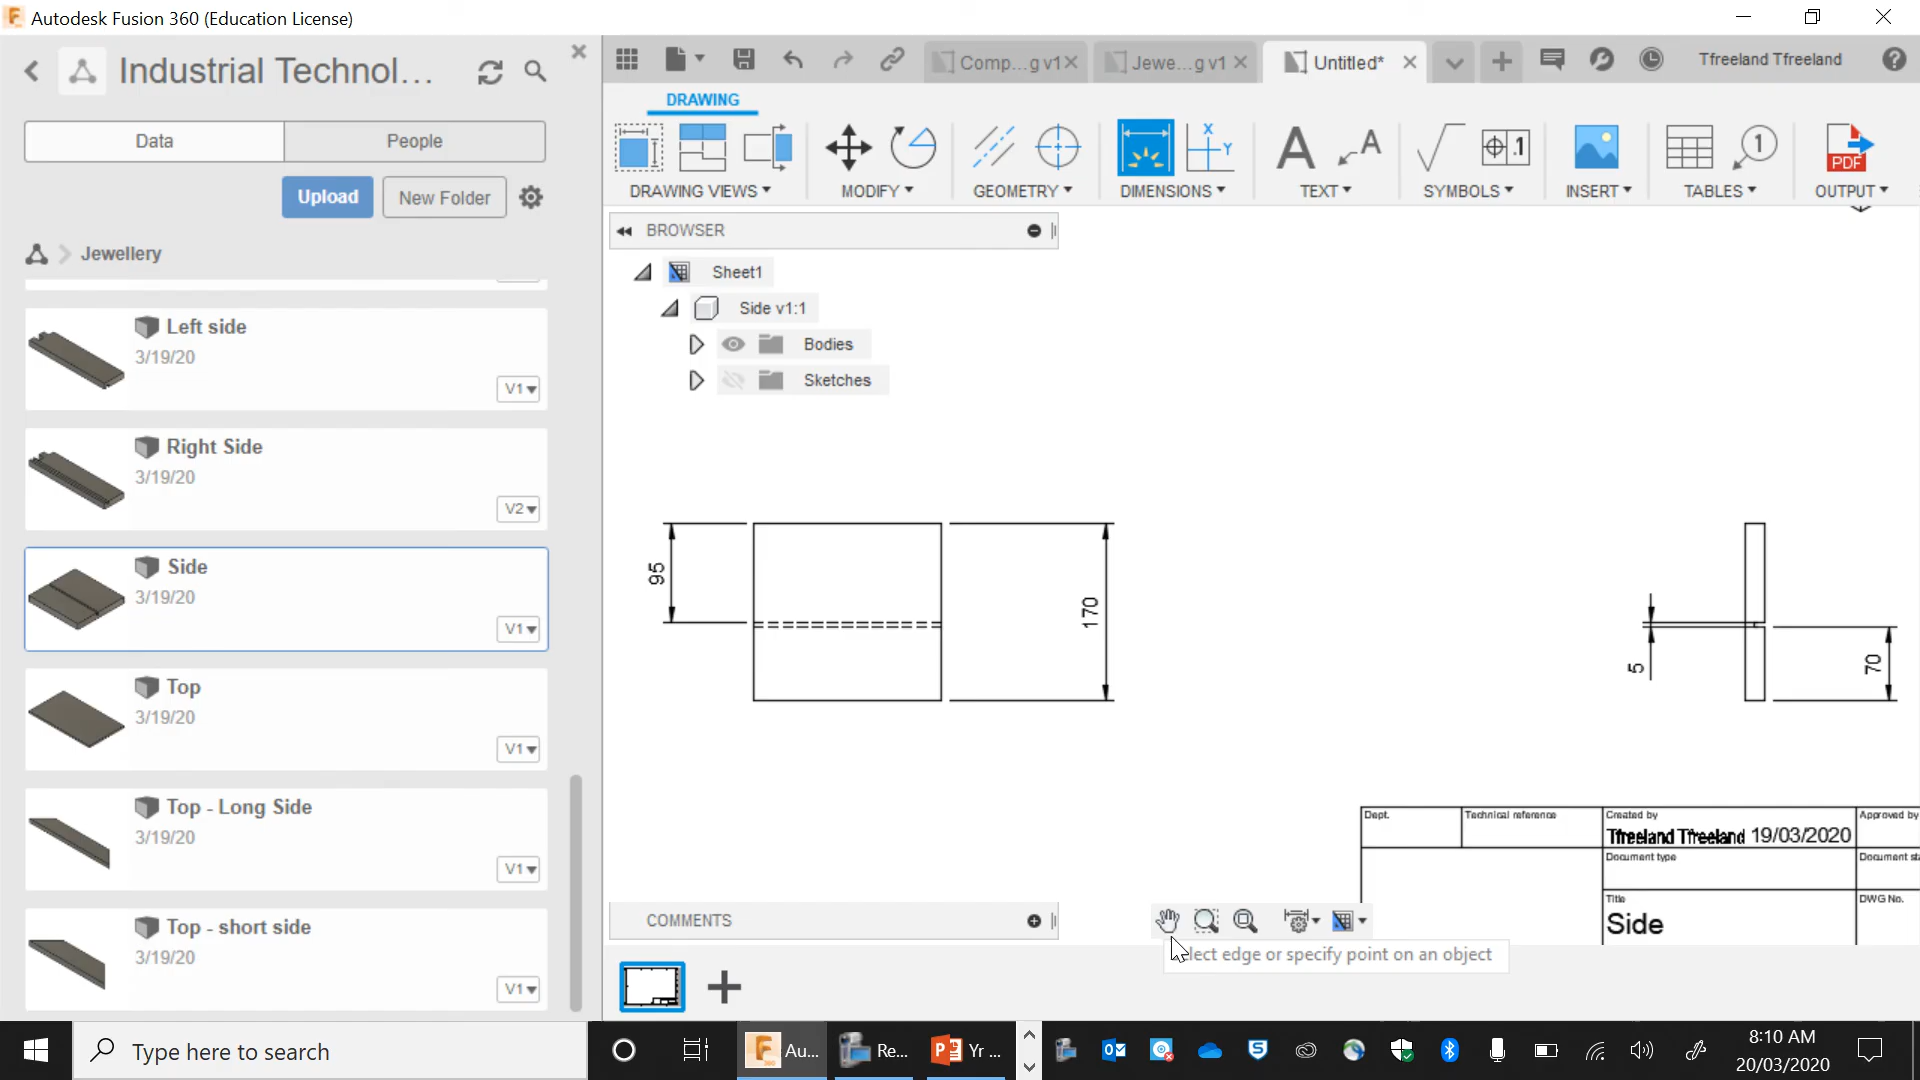 Autodesk Fusion 360 (Education License)
Industrial Technol...
Data
People
Upload
New Folder
Jewellery
Left side
3/19/20
V1
Right Side
3/19/20
V2
Side
3/19/20
V1
Top
3/19/20
V1
Top - Long Side
3/19/20
V1
Top - short side
3/19/20
V1
Comp...g v1
Jewe...g v1
Untitled*
Tfreeland Tfreeland
DRAWING
DRAWING VIEWS
MODIFY
GEOMETRY
DIMENSIONS
TEXT
SYMBOLS
INSERT
TABLES
OUTPUT
PDF
BROWSER
Sheet1
Side v1:1
Bodies
Sketches
95
170
5
70
Dept.
Technical reference
Created by
Approved by
Tfreeland Tfreeland 19/03/2020
Document type
Document sta
Title
DWG No.
Side
COMMENTS
lect edge or specify point on an object
Type here to search
Au...
Re...
Yr ...
8:10 AM
20/03/2020